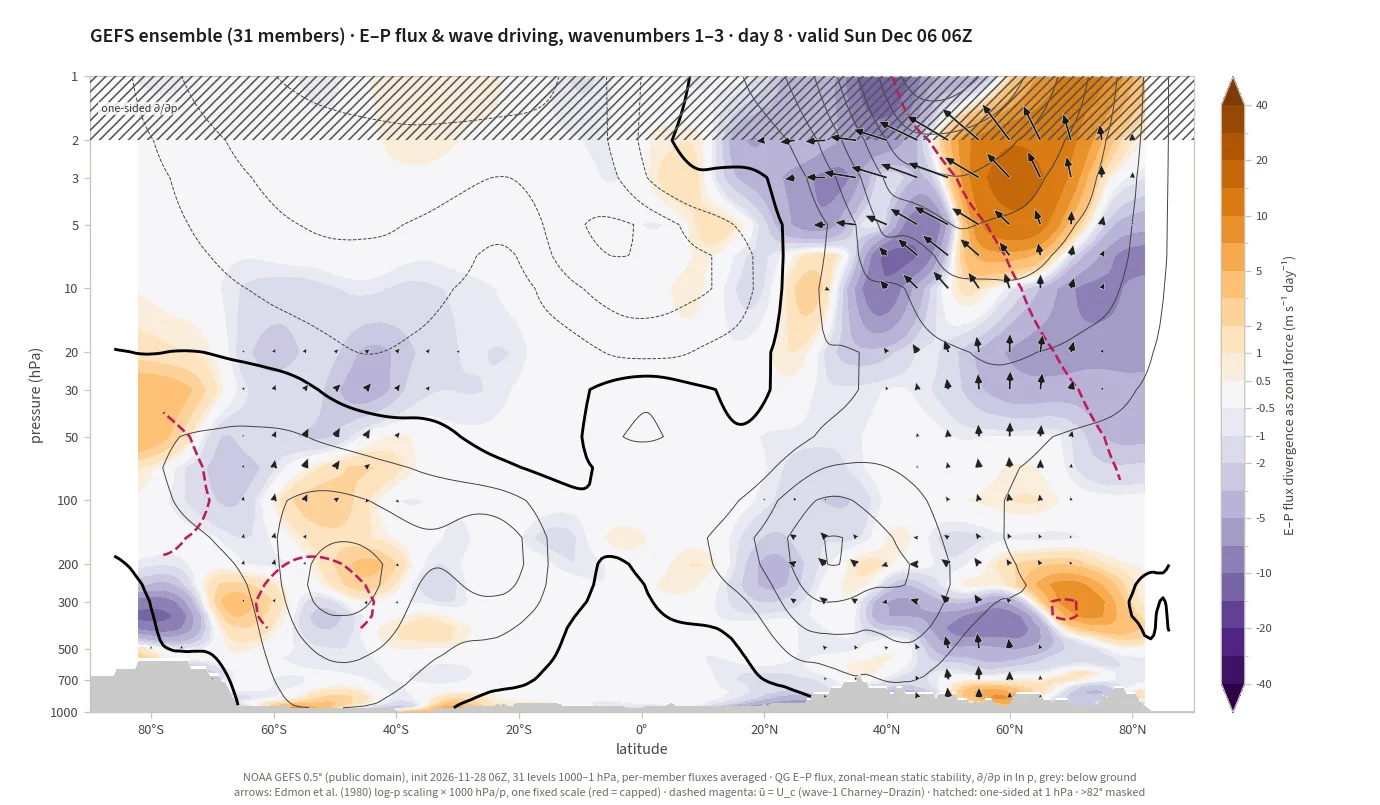 GEFS ensemble (31 members) · E–P flux & wave driving, wavenumbers 1–3 · day 8 · valid Sun Dec 06 06Z
one-sided ∂/∂p
pressure (hPa)
1
2
3
5
10
20
30
50
100
200
300
500
700
1000
80°S
60°S
40°S
20°S
0°
20°N
40°N
60°N
80°N
latitude
40
20
10
5
2
1
0.5
-0.5
-1
-2
-5
-10
-20
-40
E–P flux divergence as zonal force (m s⁻¹ day⁻¹)
NOAA GEFS 0.5° (public domain), init 2026-11-28 06Z, 31 levels 1000–1 hPa, per-member fluxes averaged · QG E–P flux, zonal-mean static stability, ∂/∂p in ln p, grey: below ground
arrows: Edmon et al. (1980) log-p scaling × 1000 hPa/p, one fixed scale (red = capped) · dashed magenta: ū = U_c (wave-1 Charney–Drazin) · hatched: one-sided at 1 hPa · >82° masked